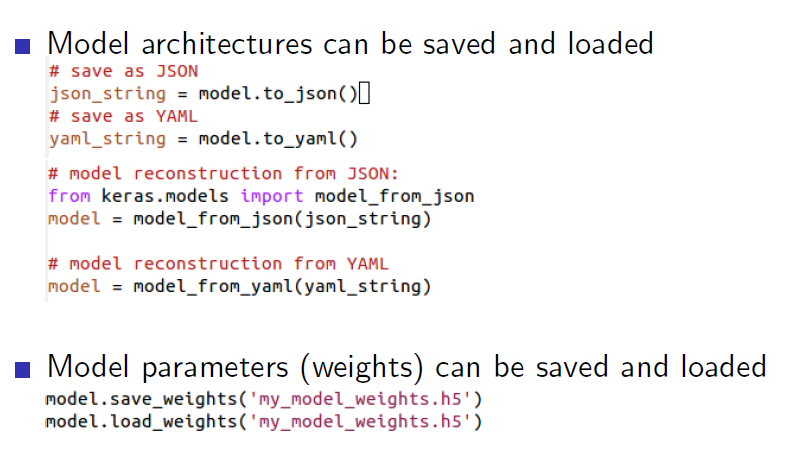 Model architectures can be saved and loaded
# save as JSON
json_string = model.to_json()
# save as YAML
yaml_string = model.to_yaml()
# model reconstruction from JSON:
from keras.models import model_from_json
model = model_from_json(json_string)
# model reconstruction from YAML
model = model_from_yaml(yaml_string)
Model parameters (weights) can be saved and loaded
model.save_weights('my_model_weights.h5')
model.load_weights('my_model_weights.h5')